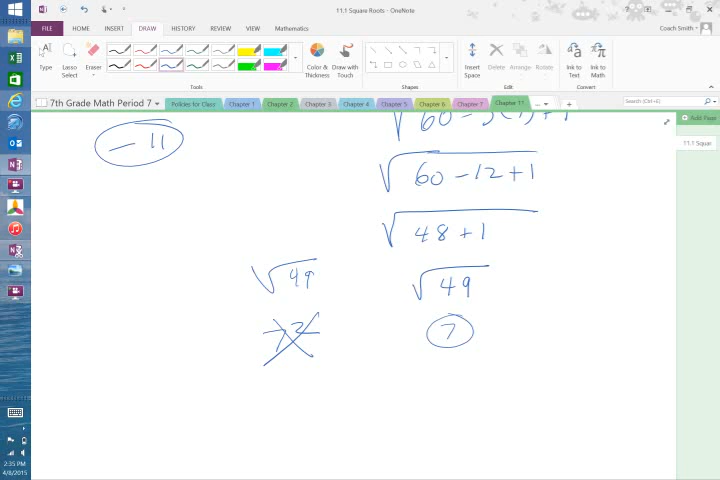 11.1 Square Roots - OneNote
FILE HOME INSERT DRAW HISTORY REVIEW VIEW Mathematics
Coach Smith
Type Lasso Select Eraser
Color & Thickness Draw with Touch
Shapes
Insert Space Delete Arrange Rotate
Ink to Text Ink to Math
Tools Shapes Edit Convert
7th Grade Math Period 7 Policies for Class Chapter 1 Chapter 2 Chapter 3 Chapter 4 Chapter 5 Chapter 6 Chapter 7 Chapter 11
Search (Ctrl+E)
Add Page
11.1 Squar
-11
√60-12+1
√48+1
√49 √49
7
2:35 PM
4/8/2015